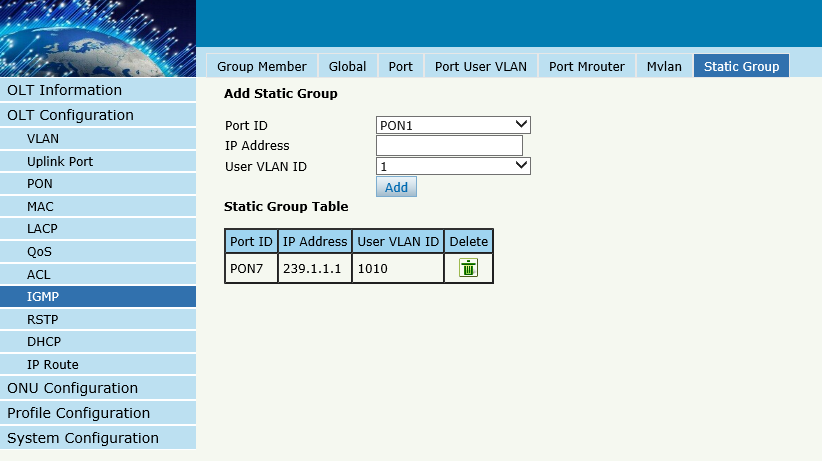 Group Member Global Port Port User VLAN Port Mrouter Mvlan Static Group
OLT Information
OLT Configuration
VLAN
Uplink Port
PON
MAC
LACP
QoS
ACL
IGMP
RSTP
DHCP
IP Route
ONU Configuration
Profile Configuration
System Configuration
Add Static Group
Port ID PON1
IP Address
User VLAN ID 1
Add
Static Group Table
Port ID IP Address User VLAN ID Delete
PON7 239.1.1.1 1010